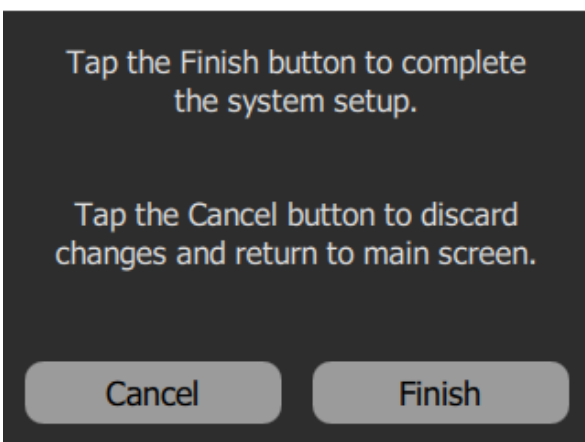 Tap the Finish button to complete
the system setup.
Tap the Cancel button to discard
changes and return to main screen.
Cancel
Finish